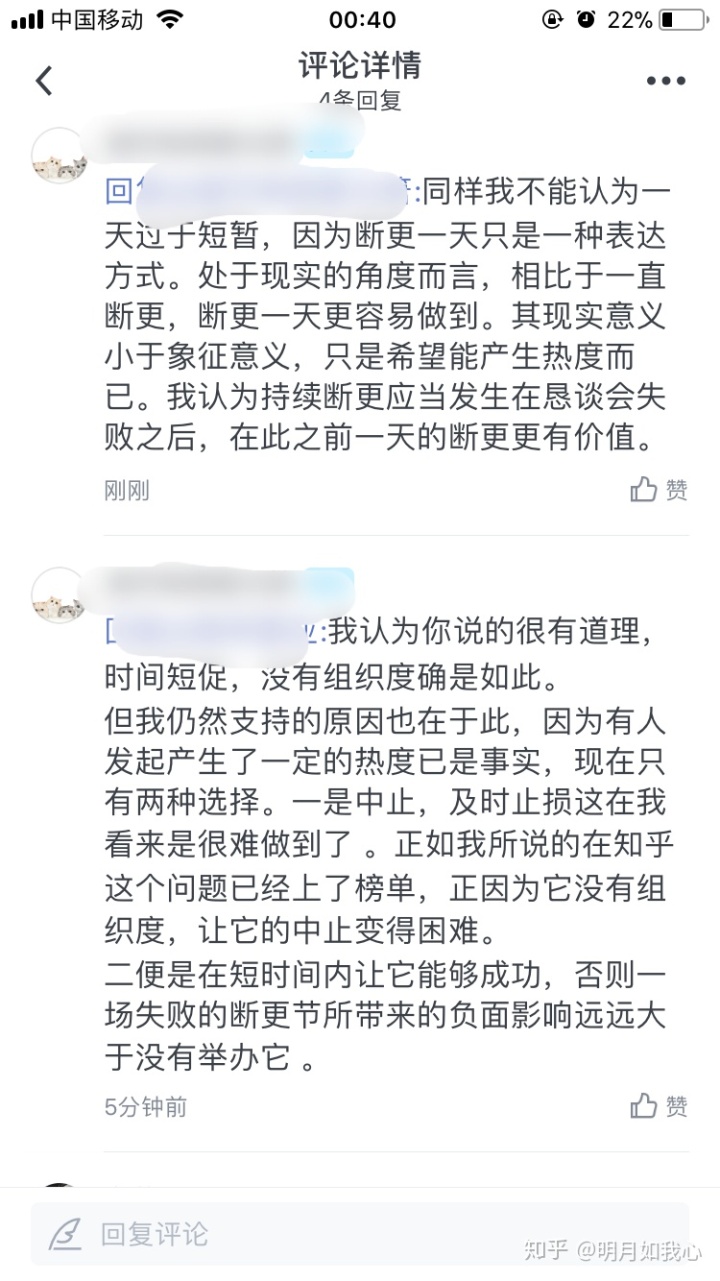 中国移动
00:40
22%
评论详情
4条回复
回
:同样我不能认为一
天过于短暂，因为断更一天只是一种表达
方式。处于现实的角度而言，相比于一直
断更，断更一天更容易做到。其现实意义
小于象征意义，只是希望能产生热度而
已。我认为持续断更应当发生在恳谈会失
败之后，在此之前一天的断更更有价值。
刚刚
赞
:我认为你说的很有道理，
时间短促，没有组织度确是如此。
但我仍然支持的原因也在于此，因为有人
发起产生了一定的热度已是事实，现在只
有两种选择。一是中止，及时止损这在我
看来是很难做到了 。正如我所说的在知乎
这个问题已经上了榜单，正因为它没有组
织度，让它的中止变得困难。
二便是在短时间内让它能够成功，否则一
场失败的断更节所带来的负面影响远远大
于没有举办它 。
5分钟前
赞
回复评论
知乎 @明月如我心